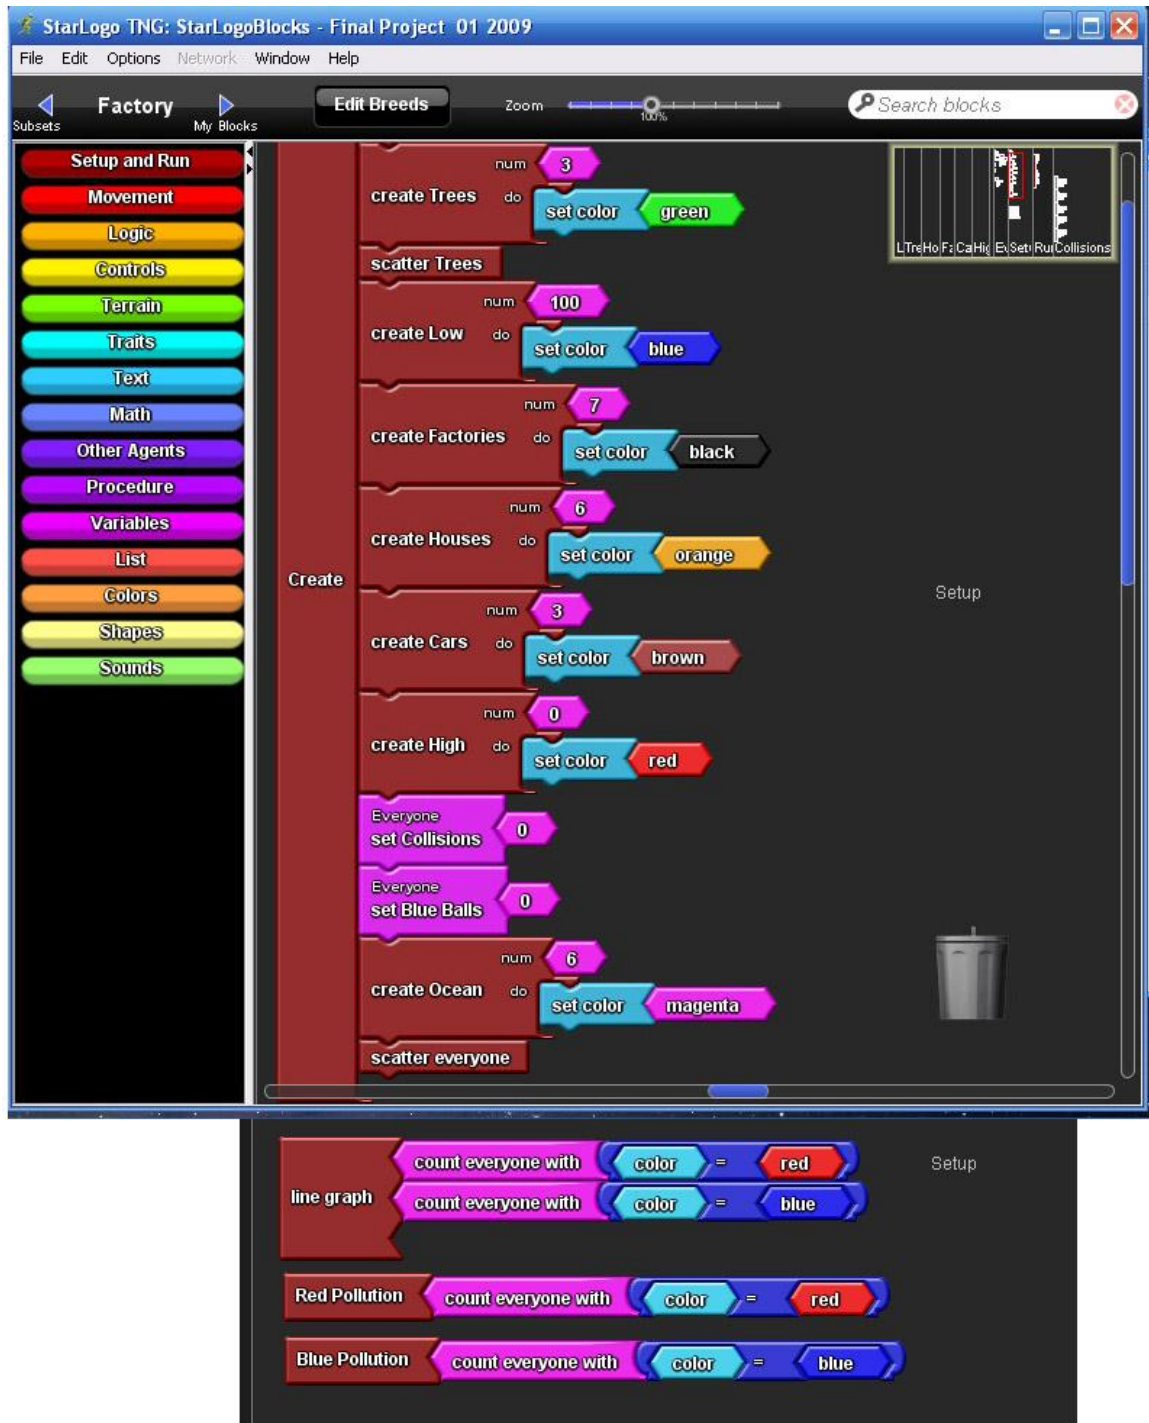 StarLogo TNG: StarLogoBlocks - Final Project 01 2009
File Edit Options Network Window Help
Subsets
Factory
My Blocks
Edit Breeds
Zoom
100%
Search blocks
Setup and Run
Movement
Logic
Controls
Terrain
Traits
Text
Math
Other Agents
Procedure
Variables
List
Colors
Shapes
Sounds
Create
num 3
create Trees do
set color green
scatter Trees
num 100
create Low do
set color blue
num 7
create Factories do
set color black
num 6
create Houses do
set color orange
num 3
create Cars do
set color brown
num 0
create High do
set color red
Everyone
set Collisions 0
Everyone
set Blue Balls 0
num 6
create Ocean do
set color magenta
scatter everyone
Setup
Collisions
line graph
count everyone with color = red
count everyone with color = blue
Setup
Red Pollution count everyone with color = red
Blue Pollution count everyone with color = blue